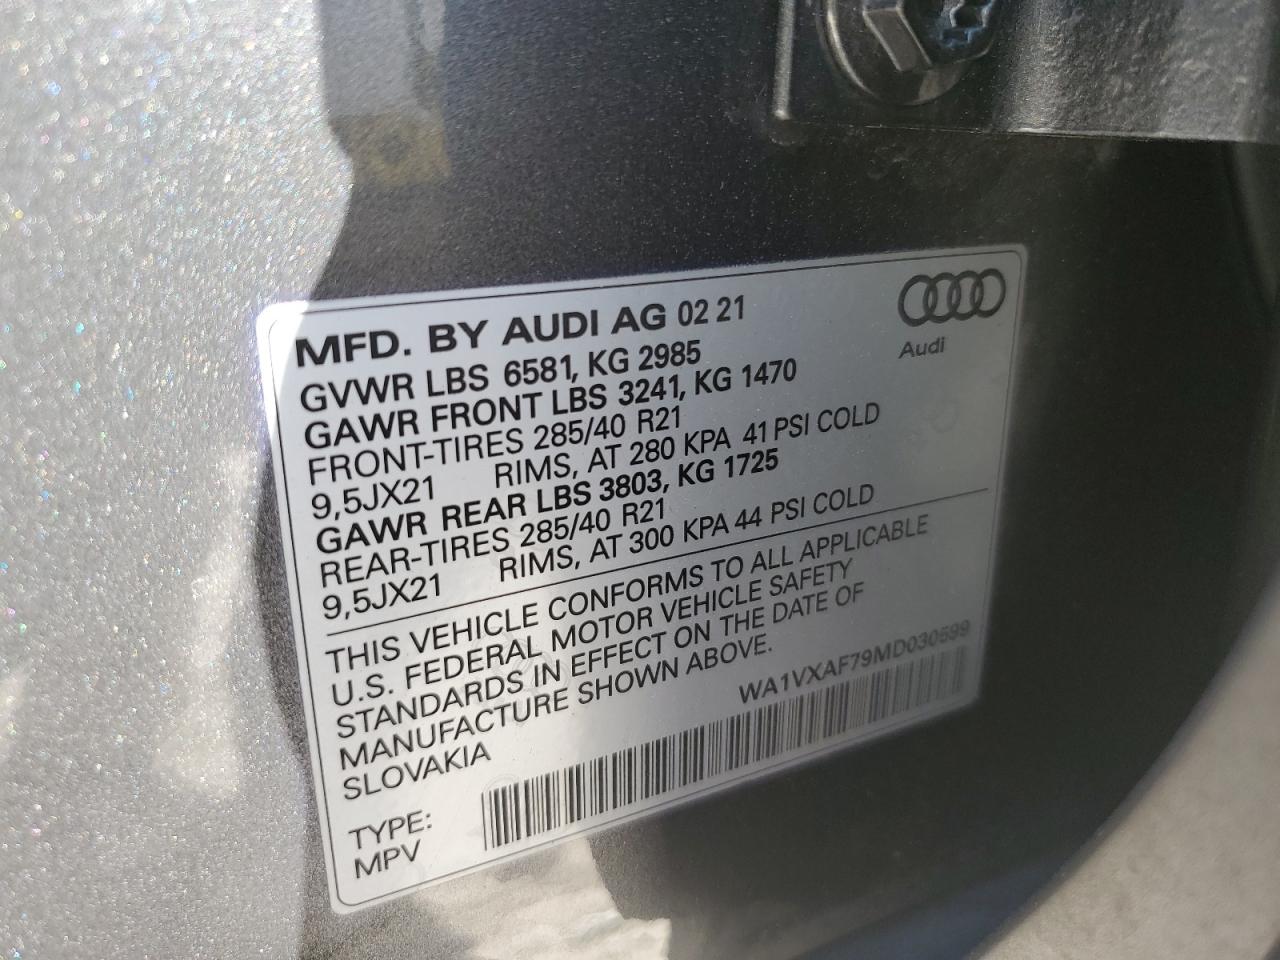 MFD. BY AUDI AG 02 21
Audi
GVWR LBS 6581, KG 2985
GAWR FRONT LBS 3241, KG 1470
FRONT-TIRES 285/40 R21
9,5JX21 RIMS, AT 280 KPA 41 PSI COLD
GAWR REAR LBS 3803, KG 1725
REAR-TIRES 285/40 R21
9,5JX21 RIMS, AT 300 KPA 44 PSI COLD
THIS VEHICLE CONFORMS TO ALL APPLICABLE
U.S. FEDERAL MOTOR VEHICLE SAFETY
STANDARDS IN EFFECT ON THE DATE OF
MANUFACTURE SHOWN ABOVE.
SLOVAKIA
WA1VXAF79MD030599
TYPE:
MPV